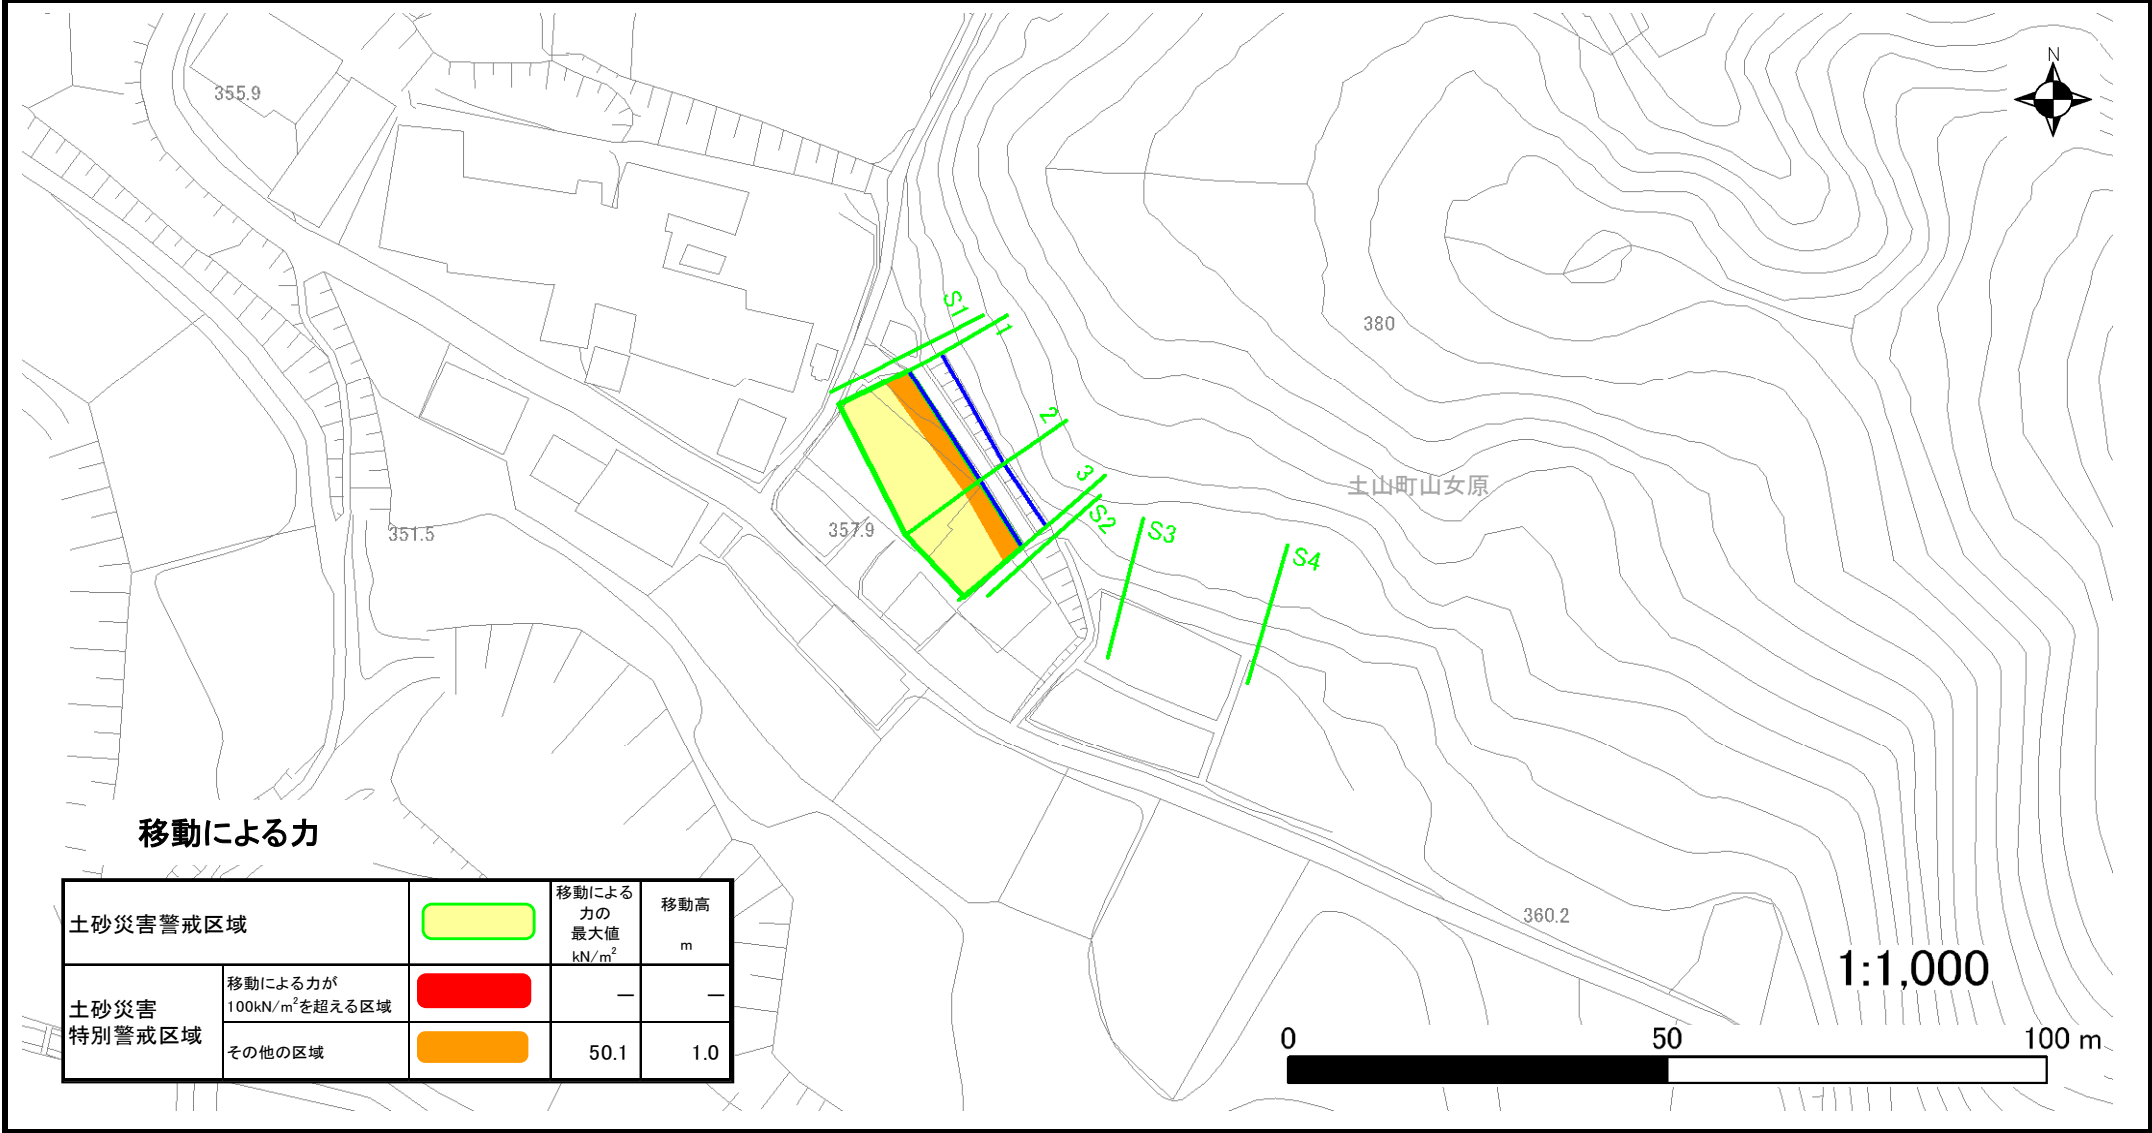 N
355.9
S1
1
380
2
3
土山町山女原
S2
S3
S4
357.9
351.5
移動による力
土砂災害警戒区域
移動による
力の
最大値
kN/m²
移動高
m
土砂災害
特別警戒区域
移動による力が
100kN/m²を超える区域
－
－
その他の区域
50.1
1.0
360.2
1:1,000
0
50
100 m